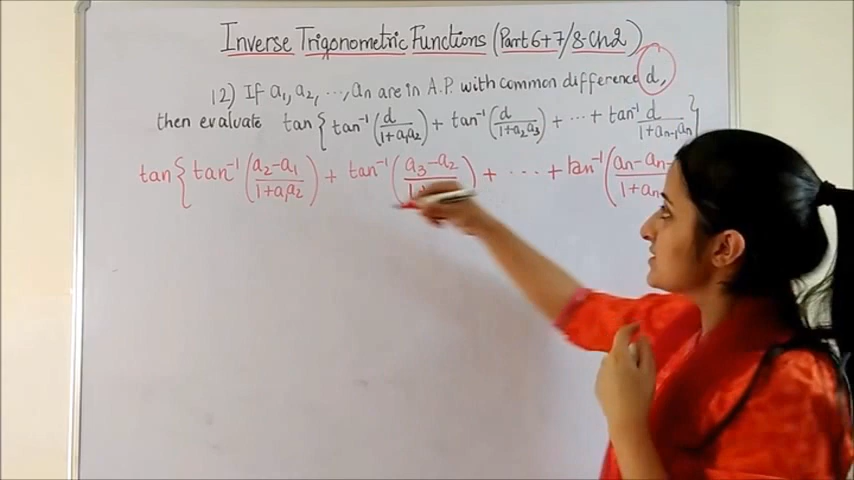 Inverse Trigonometric Functions (Part 6+7/8-Ch2)
12) If a₁, a₂, ..., aₙ are in A.P. with common difference d,
then evaluate tan{tan⁻¹(d/1+a₁a₂) + tan⁻¹(d/1+a₂a₃) + ... + tan⁻¹ d/1+aₙ₋₁aₙ}
tan{tan⁻¹(a₂-a₁/1+a₁a₂) + tan⁻¹(a₃-a₂/1+) + ... + tan⁻¹(aₙ-aₙ₋/1+aₙ